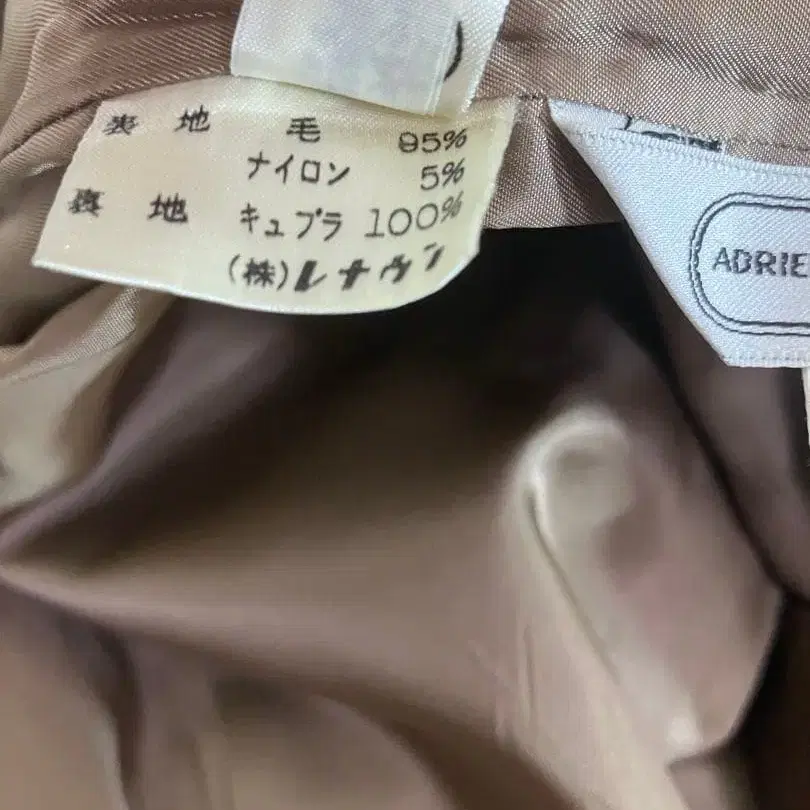 表 地 毛 95%
ナイロン 5%
裏 地 キュプラ 100%
(株)レナウン
ADRIE